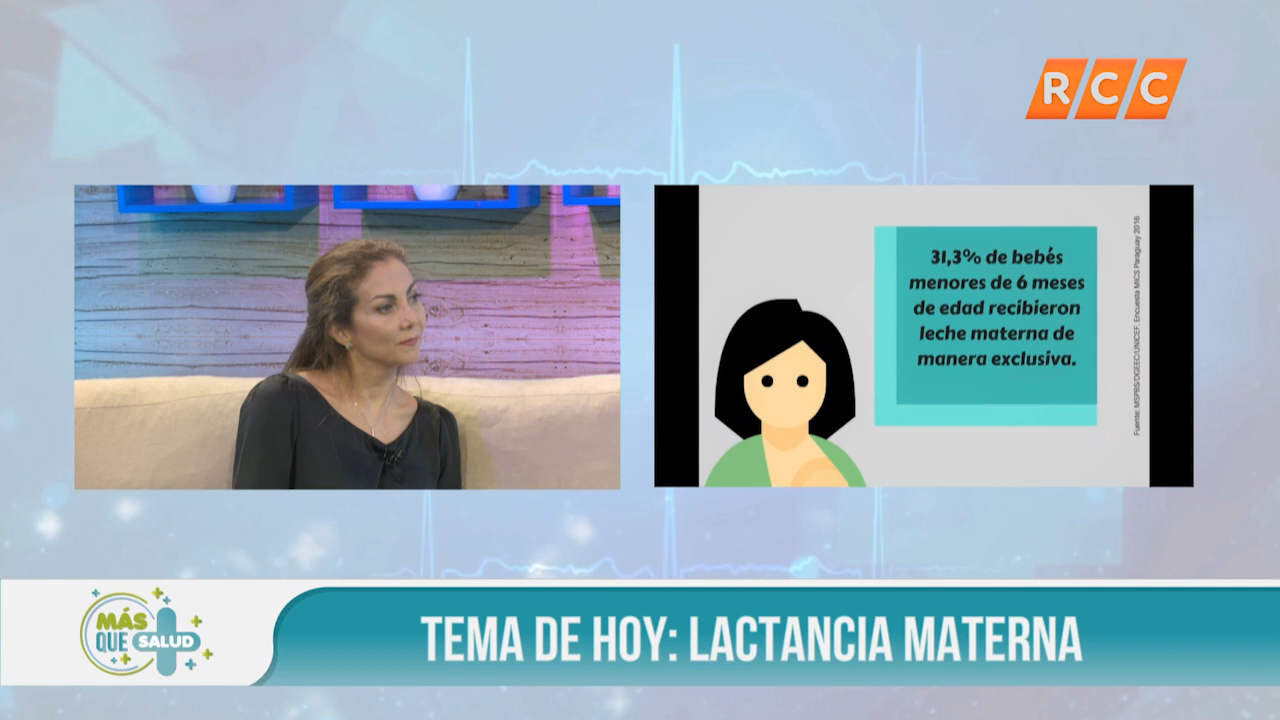 RCC
31,3% de bebés
menores de 6 meses
de edad recibieron
leche materna de
manera exclusiva.
Fuente: MSPBS/DGEEC/UNICEF. Encuesta MICS Paraguay 2016
MÁS
QUE SALUD
TEMA DE HOY: LACTANCIA MATERNA